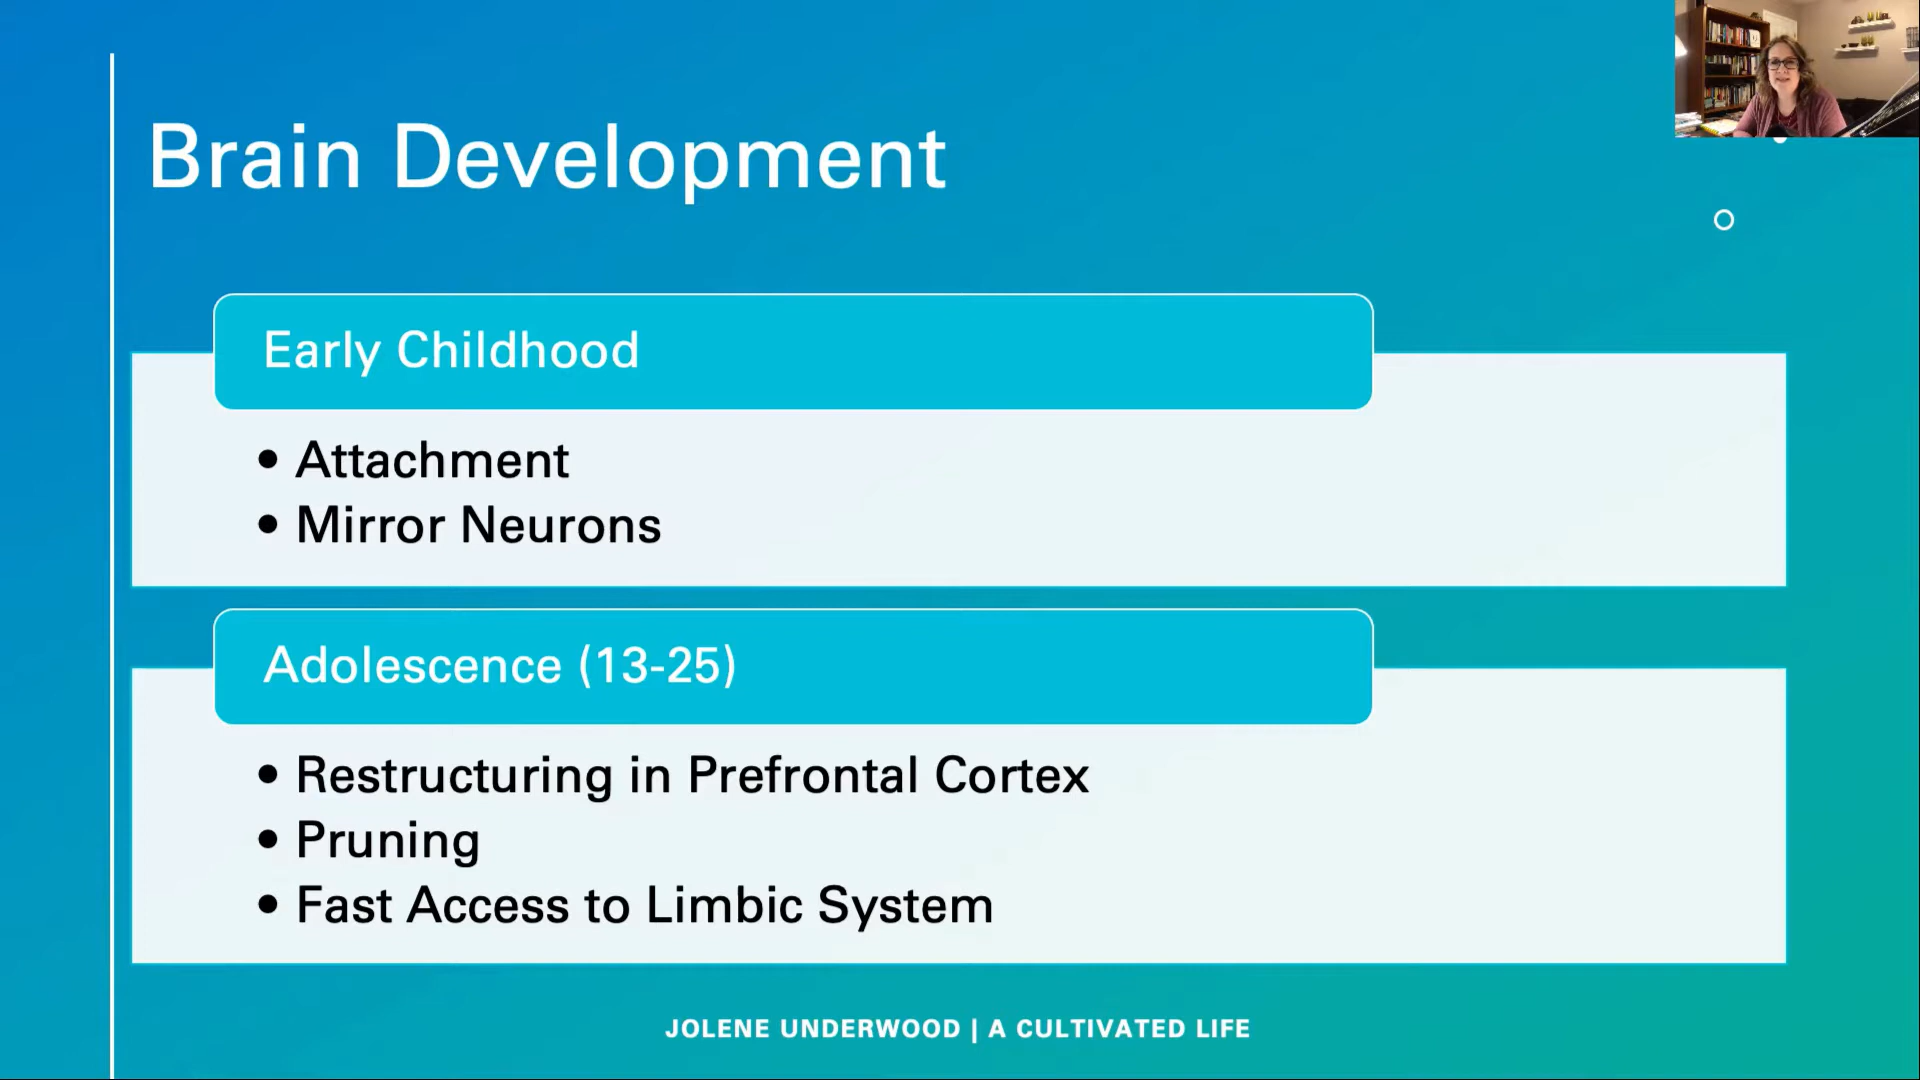 Brain Development
Early Childhood
• Attachment
• Mirror Neurons
Adolescence (13-25)
• Restructuring in Prefrontal Cortex
• Pruning
• Fast Access to Limbic System
JOLENE UNDERWOOD | A CULTIVATED LIFE